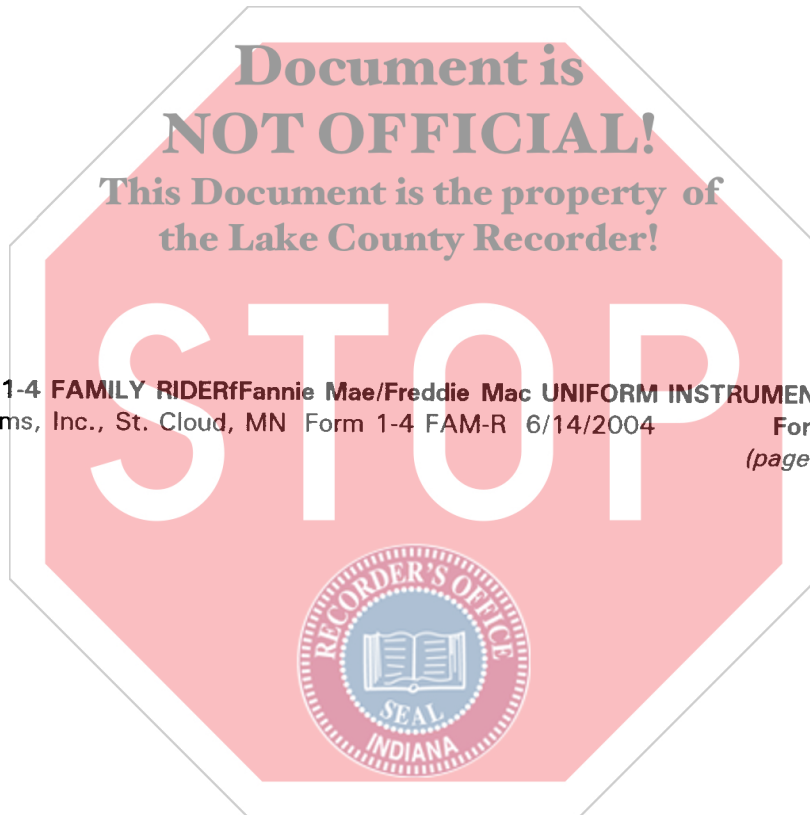 Document is
NOT OFFICIAL!
This Document is the property of
the Lake County Recorder!
STOP
1-4 FAMILY RIDERfFannie Mae/Freddie Mac UNIFORM INSTRUMEN
ms, Inc., St. Cloud, MN Form 1-4 FAM-R 6/14/2004 For
(page
RECORDER'S OFFICE
SEAL
INDIANA